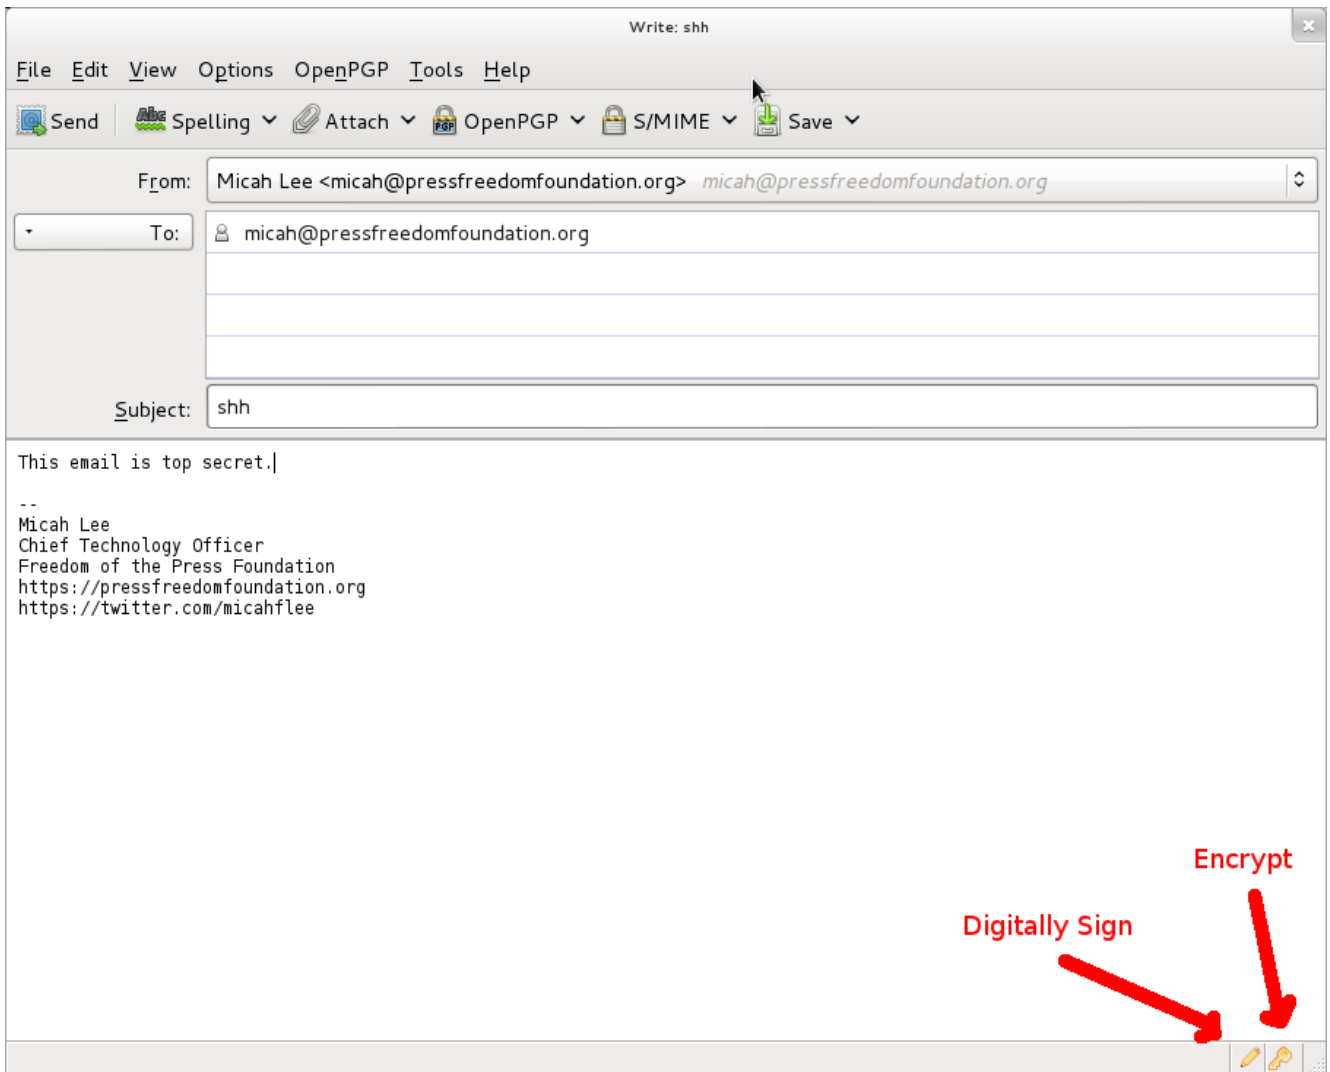 Write: shh
File Edit View Options OpenPGP Tools Help
Send Abc Spelling Attach PGP OpenPGP S/MIME Save
From: Micah Lee <micah@pressfreedomfoundation.org> micah@pressfreedomfoundation.org
To: micah@pressfreedomfoundation.org
Subject: shh
This email is top secret.
--
Micah Lee
Chief Technology Officer
Freedom of the Press Foundation
https://pressfreedomfoundation.org
https://twitter.com/micahflee
Encrypt
Digitally Sign